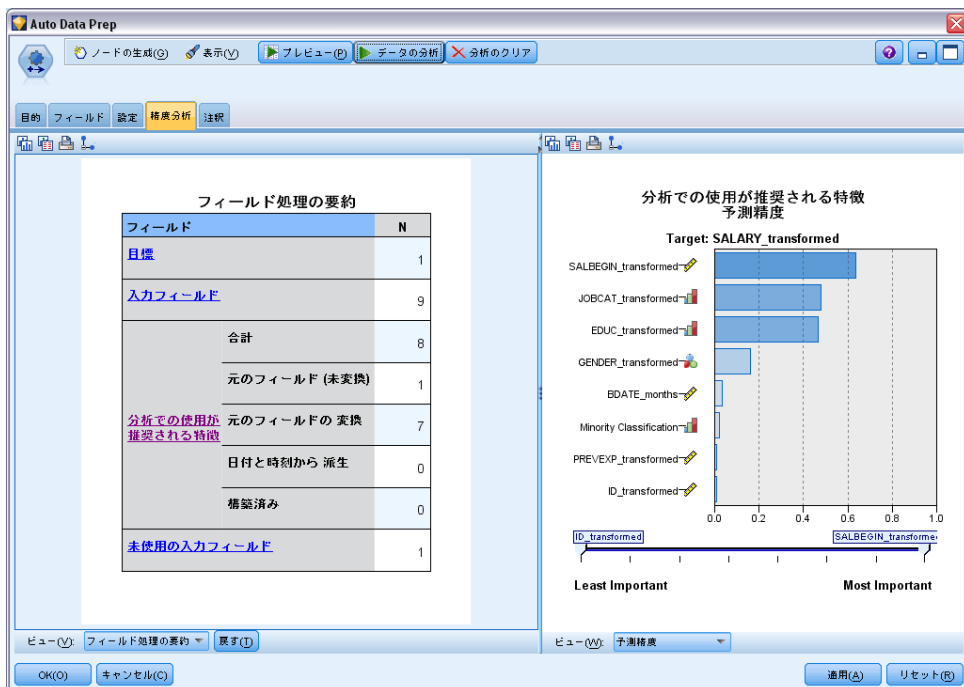 Auto Data Prep
ノードの生成(G) 表示(V) プレビュー(P) データの分析 分析のクリア
目的 フィールド 設定 精度分析 注釈
フィールド処理の要約
フィールド N
目標 1
入力フィールド 9
分析での使用が
推奨される特徴
合計 8
元のフィールド (未変換) 1
元のフィールドの 変換 7
日付と時刻から 派生 0
構築済み 0
未使用の入力フィールド 1
ビュー(V): フィールド処理の要約 戻す(T)
分析での使用が推奨される特徴
予測精度
Target: SALARY_transformed
SALBEGIN_transformed
JOBCAT_transformed
EDUC_transformed
GENDER_transformed
BDATE_months
Minority Classification
PREVEXP_transformed
ID_transformed
0.0 0.2 0.4 0.6 0.8 1.0
ID_transformed SALBEGIN_transforme
Least Important Most Important
ビュー(W): 予測精度
OK(O) キャンセル(C) 適用(A) リセット(R)